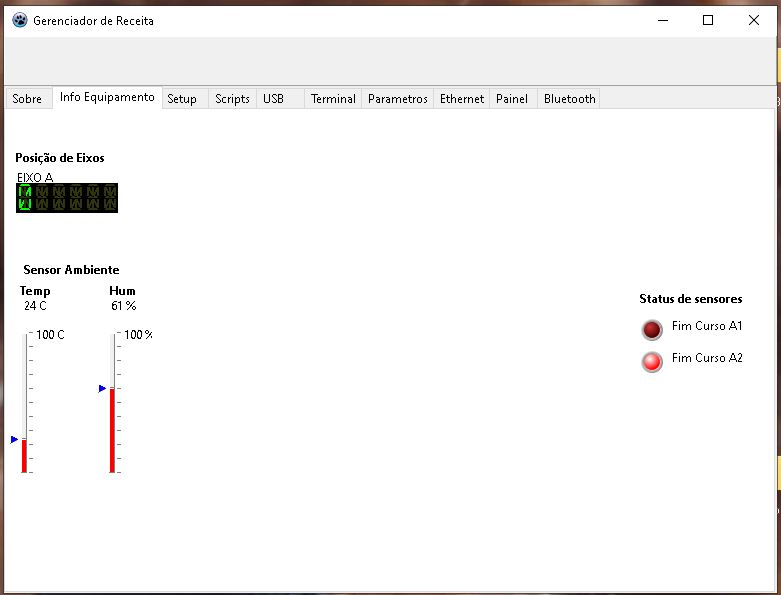 Gerenciador de Receita
Sobre Info Equipamento Setup Scripts USB Terminal Parametros Ethernet Painel Bluetooth
Posição de Eixos
EIXO A
Sensor Ambiente
Temp Hum
24 C 61 %
100 C 100 %
Status de sensores
Fim Curso A1
Fim Curso A2